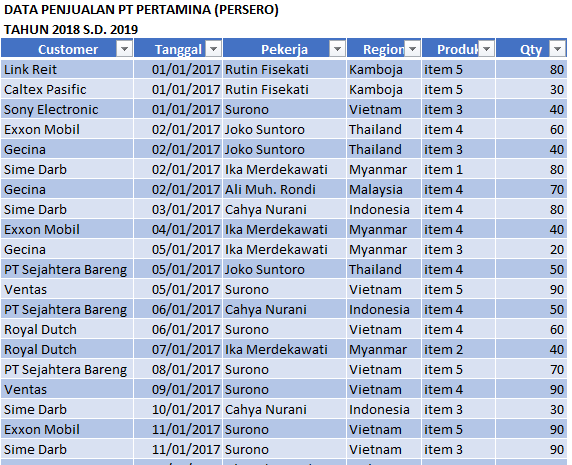 DATA PENJUALAN PT PERTAMINA (PERSERO)
TAHUN 2018 S.D. 2019
Customer Tanggal Pekerja Region Produk Qty
Link Reit 01/01/2017 Rutin Fisekati Kamboja item 5 80
Caltex Pasific 01/01/2017 Rutin Fisekati Kamboja item 5 30
Sony Electronic 01/01/2017 Surono Vietnam item 3 40
Exxon Mobil 02/01/2017 Joko Suntoro Thailand item 4 60
Gecina 02/01/2017 Joko Suntoro Thailand item 3 40
Sime Darb 02/01/2017 Ika Merdekawati Myanmar item 1 80
Gecina 02/01/2017 Ali Muh. Rondi Malaysia item 4 70
Sime Darb 03/01/2017 Cahya Nurani Indonesia item 4 80
Exxon Mobil 04/01/2017 Ika Merdekawati Myanmar item 4 40
Gecina 05/01/2017 Ika Merdekawati Myanmar item 3 20
PT Sejahtera Bareng 05/01/2017 Joko Suntoro Thailand item 4 50
Ventas 05/01/2017 Surono Vietnam item 5 90
PT Sejahtera Bareng 06/01/2017 Cahya Nurani Indonesia item 4 50
Royal Dutch 06/01/2017 Surono Vietnam item 4 60
Royal Dutch 07/01/2017 Ika Merdekawati Myanmar item 2 40
PT Sejahtera Bareng 08/01/2017 Surono Vietnam item 5 70
Ventas 09/01/2017 Surono Vietnam item 4 90
Sime Darb 10/01/2017 Cahya Nurani Indonesia item 3 30
Exxon Mobil 11/01/2017 Surono Vietnam item 5 90
Sime Darb 11/01/2017 Surono Vietnam item 3 90